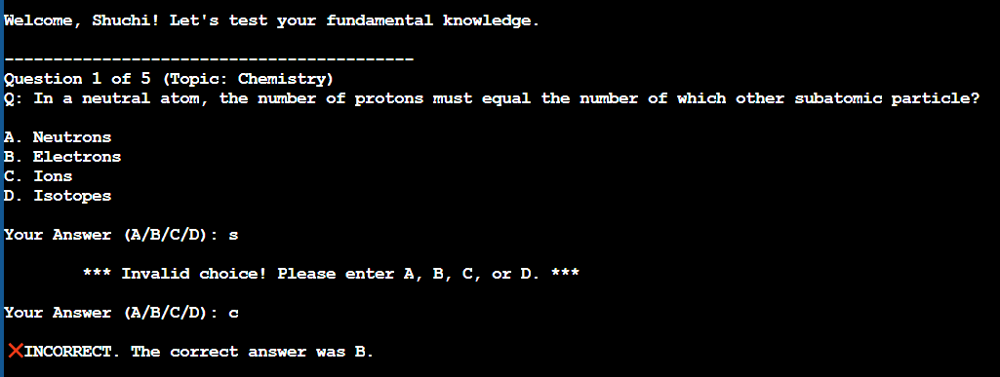 Welcome, Shuchi! Let's test your fundamental knowledge.
------------------------------------------
Question 1 of 5 (Topic: Chemistry)
Q: In a neutral atom, the number of protons must equal the number of which other subatomic particle?
A. Neutrons
B. Electrons
C. Ions
D. Isotopes
Your Answer (A/B/C/D): s
*** Invalid choice! Please enter A, B, C, or D. ***
Your Answer (A/B/C/D): c
❌INCORRECT. The correct answer was B.